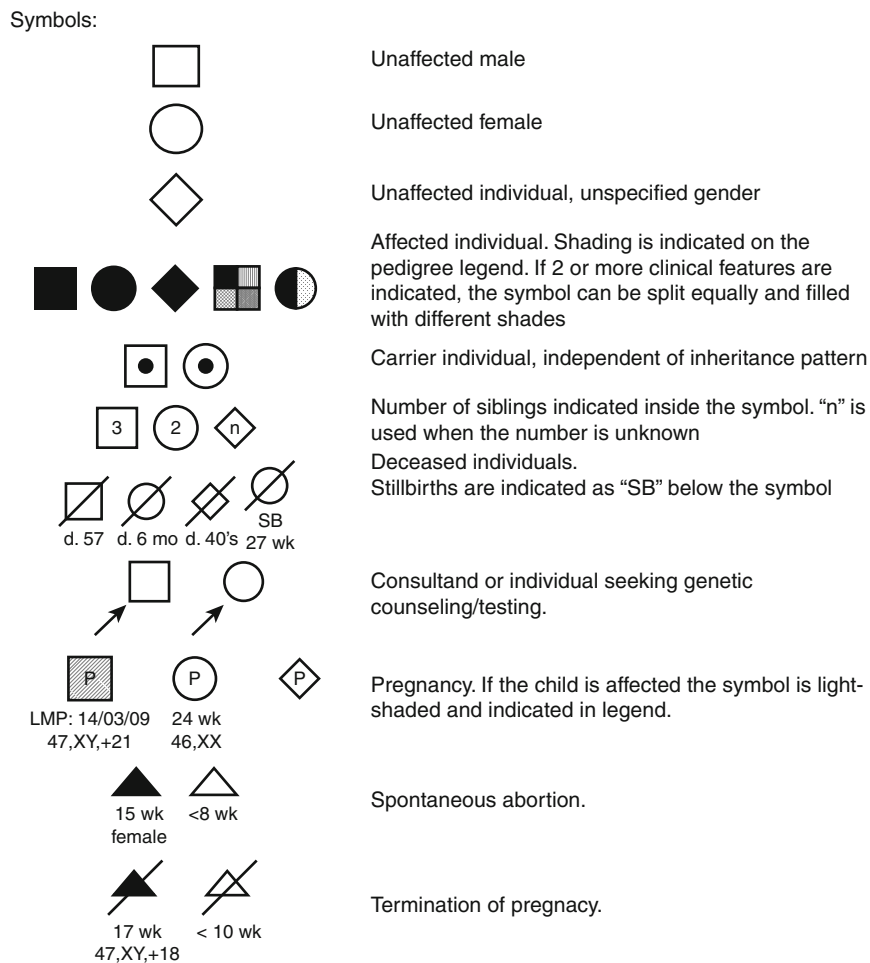 Symbols:
Unaffected male
Unaffected female
Unaffected individual, unspecified gender
Affected individual. Shading is indicated on the
pedigree legend. If 2 or more clinical features are
indicated, the symbol can be split equally and filled
with different shades
Carrier individual, independent of inheritance pattern
3 2 n
Number of siblings indicated inside the symbol. “n” is
used when the number is unknown
Deceased individuals.
Stillbirths are indicated as “SB” below the symbol
SB
d. 57 d. 6 mo d. 40's 27 wk
Consultand or individual seeking genetic
counseling/testing.
P P P
Pregnancy. If the child is affected the symbol is light-
shaded and indicated in legend.
LMP: 14/03/09 24 wk
47,XY,+21 46,XX
Spontaneous abortion.
15 wk <8 wk
female
Termination of pregnacy.
17 wk < 10 wk
47,XY,+18